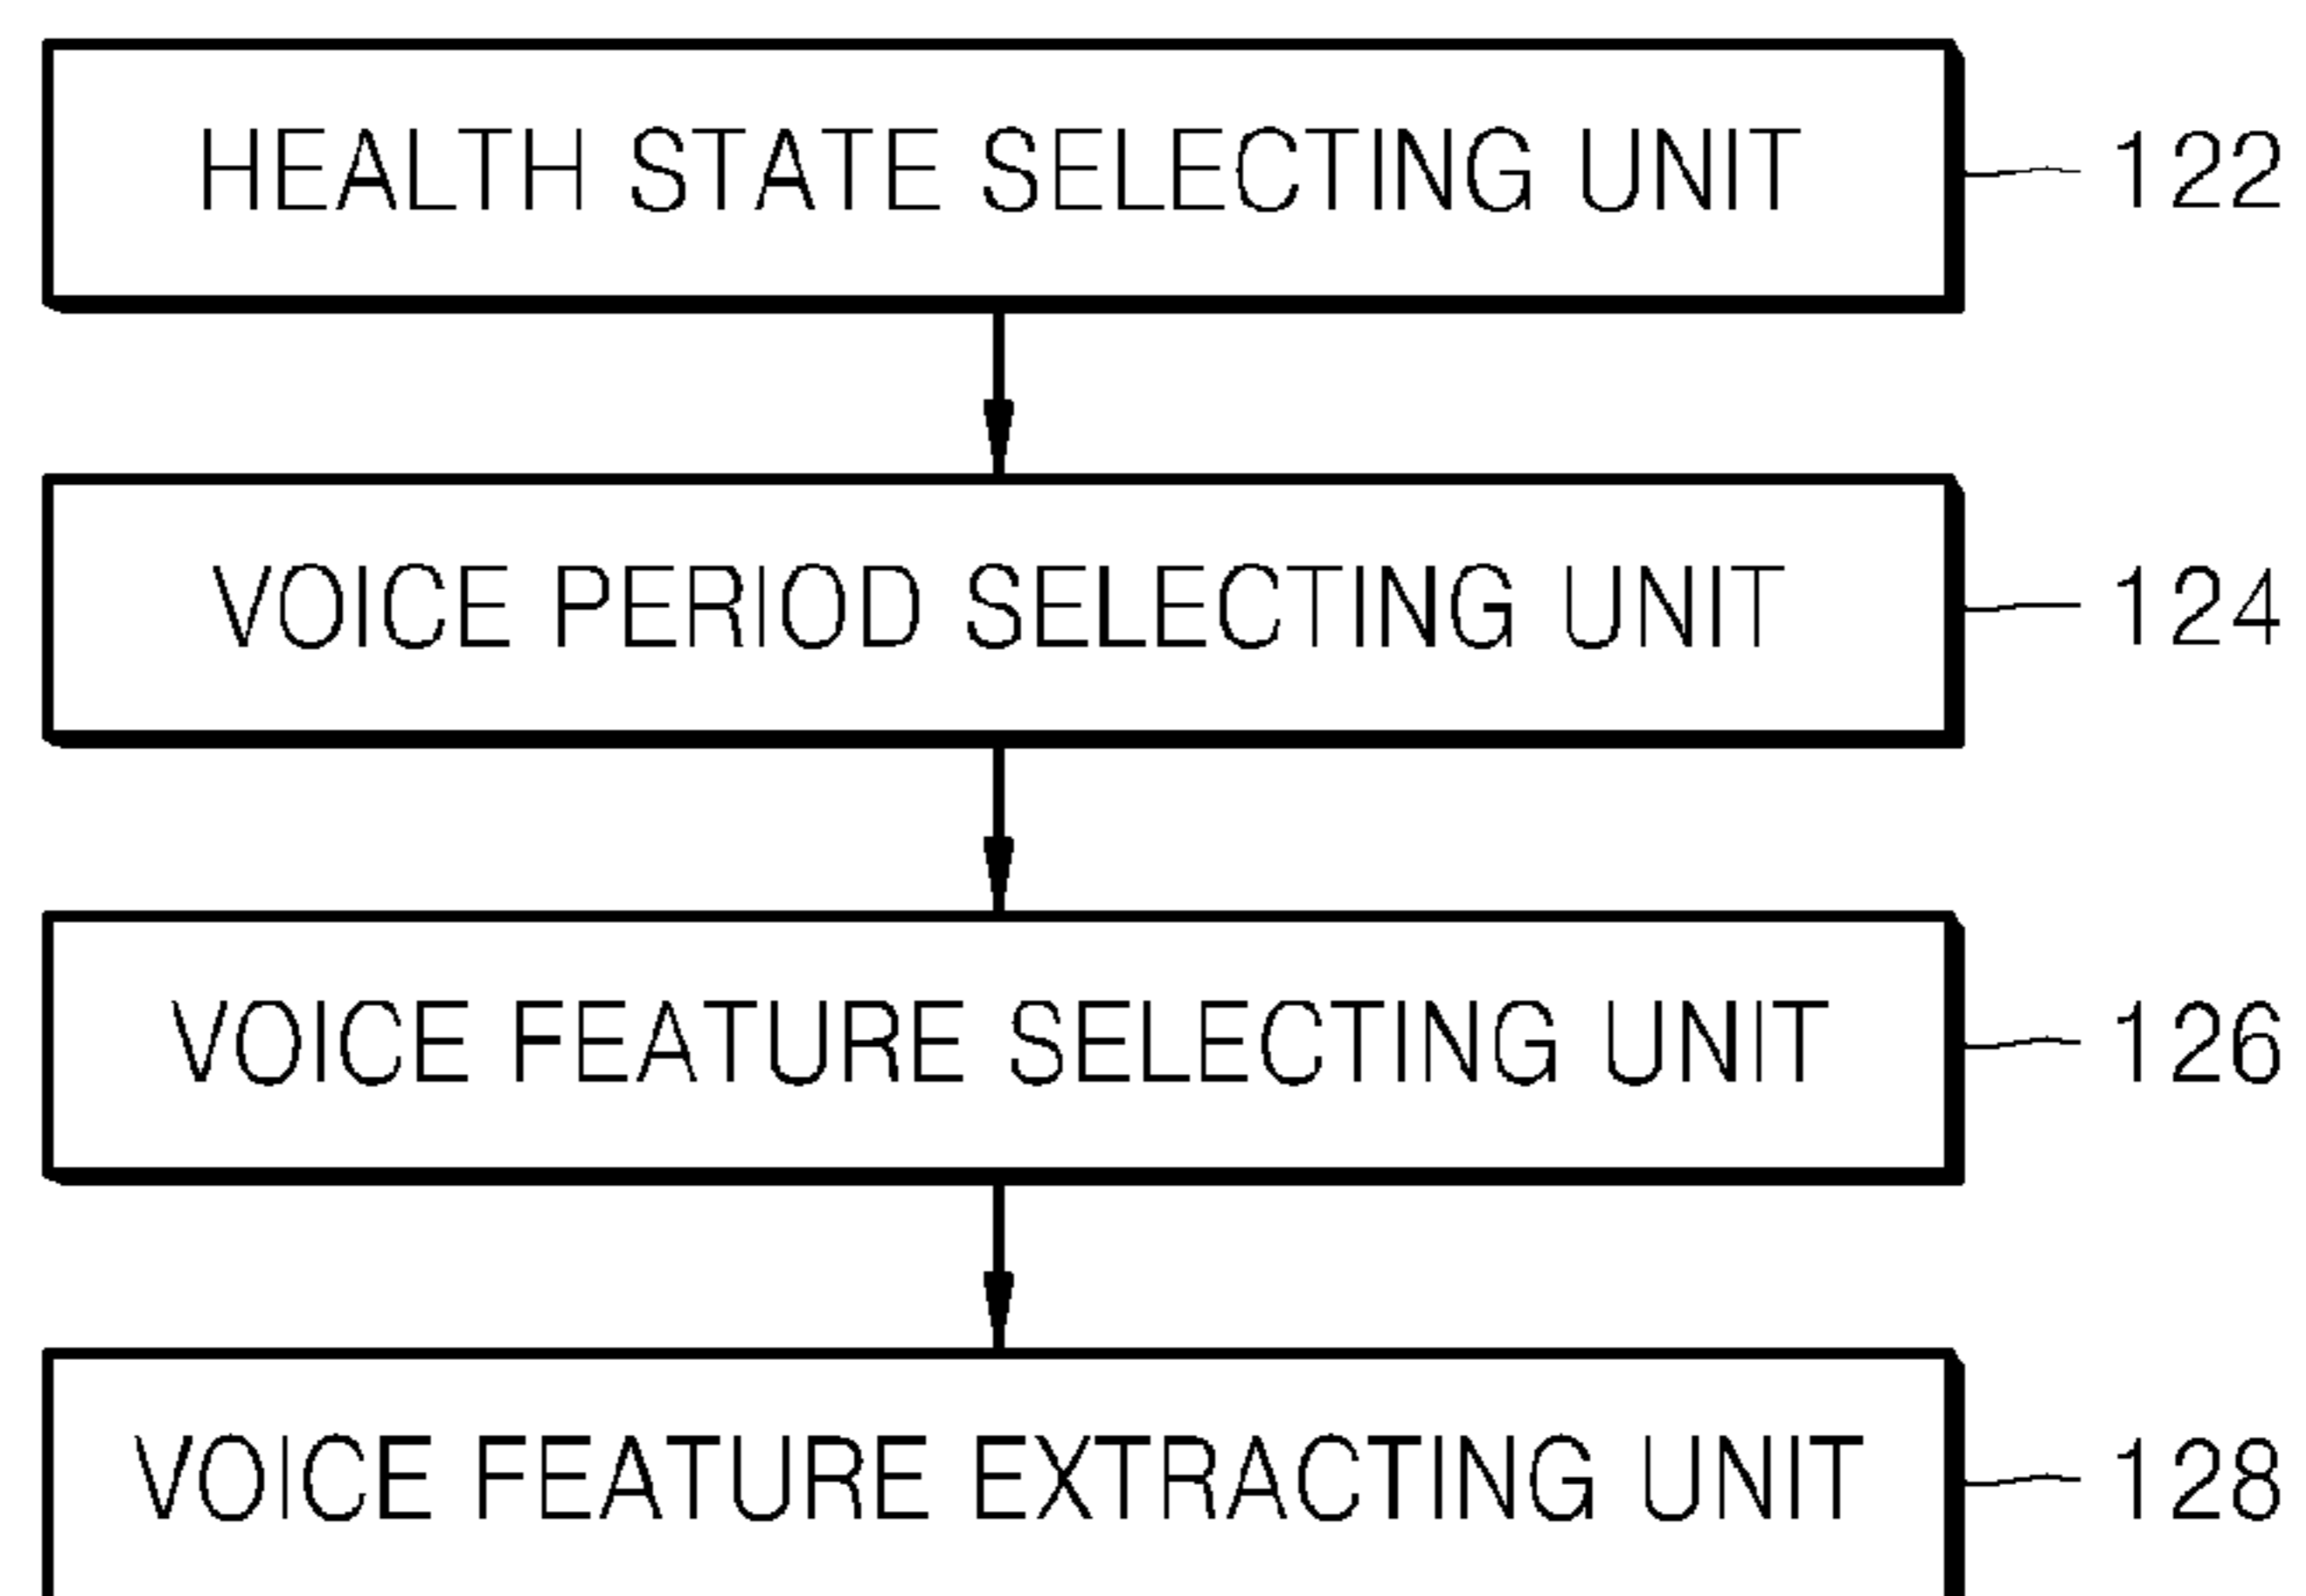 HEALTH STATE SELECTING UNIT 122
VOICE PERIOD SELECTING UNIT 124
VOICE FEATURE SELECTING UNIT 126
VOICE FEATURE EXTRACTING UNIT 128